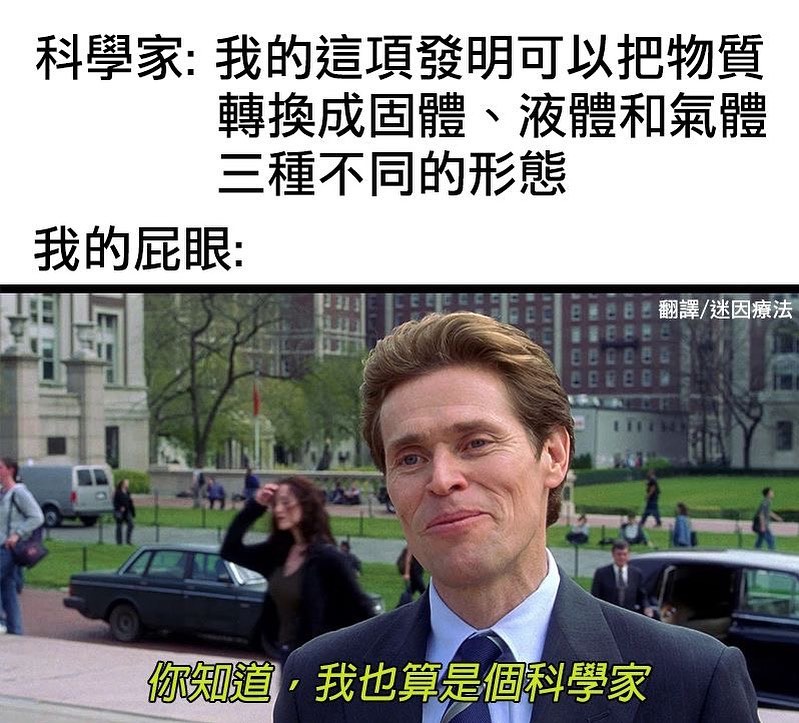 科學家: 我的這項發明可以把物質
轉換成固體、液體和氣體
三種不同的形態
我的屁眼:
翻譯/迷因療法
你知道，我也算是個科學家